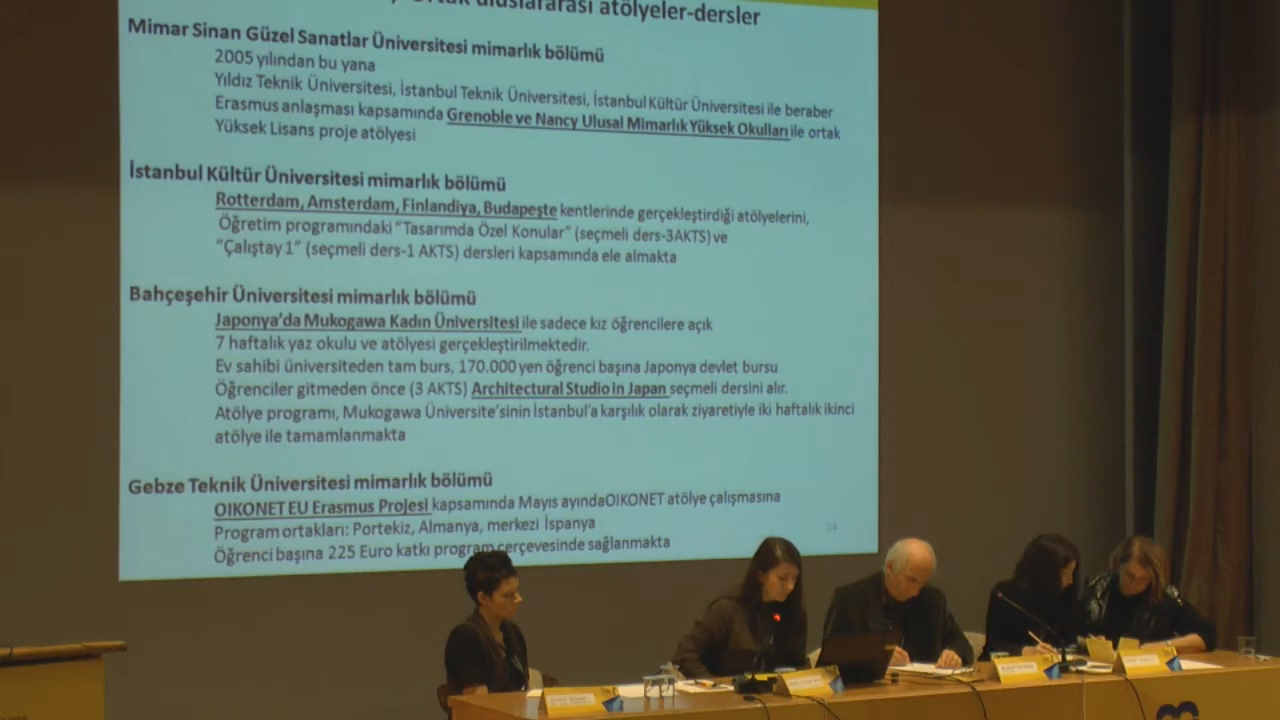 Ortak uluslararası atölyeler-dersler
Mimar Sinan Güzel Sanatlar Üniversitesi mimarlık bölümü
2005 yılından bu yana
Yıldız Teknik Üniversitesi, İstanbul Teknik Üniversitesi, İstanbul Kültür Üniversitesi ile beraber
Erasmus anlaşması kapsamında Grenoble ve Nancy Ulusal Mimarlık Yüksek Okulları ile ortak
Yüksek Lisans proje atölyesi
İstanbul Kültür Üniversitesi mimarlık bölümü
Rotterdam, Amsterdam, Finlandiya, Budapeşte kentlerinde gerçekleştirdiği atölyelerini,
Öğretim programındaki "Tasarımda Özel Konular" (seçmeli ders-3AKTS) ve
"Çalıştay 1" (seçmeli ders-1 AKTS) dersleri kapsamında ele almakta
Bahçeşehir Üniversitesi mimarlık bölümü
Japonya'da Mukogawa Kadın Üniversitesi ile sadece kız öğrencilere açık
7 haftalık yaz okulu ve atölyesi gerçekleştirilmektedir.
Ev sahibi üniversiteden tam burs, 170.000 yen öğrenci başına Japonya devlet bursu
Öğrenciler gitmeden önce (3 AKTS) Architectural Studio in Japan seçmeli dersini alır.
Atölye programı, Mukogawa Üniversite'sinin İstanbul'a karşılık olarak ziyaretiyle iki haftalık ikinci
atölye ile tamamlanmakta
Gebze Teknik Üniversitesi mimarlık bölümü
OIKONET EU Erasmus Projesi kapsamında Mayıs ayındaOIKONET atölye çalışmasına
Program ortakları: Portekiz, Almanya, merkezi İspanya
Öğrenci başına 225 Euro katkı program çerçevesinde sağlanmakta
24